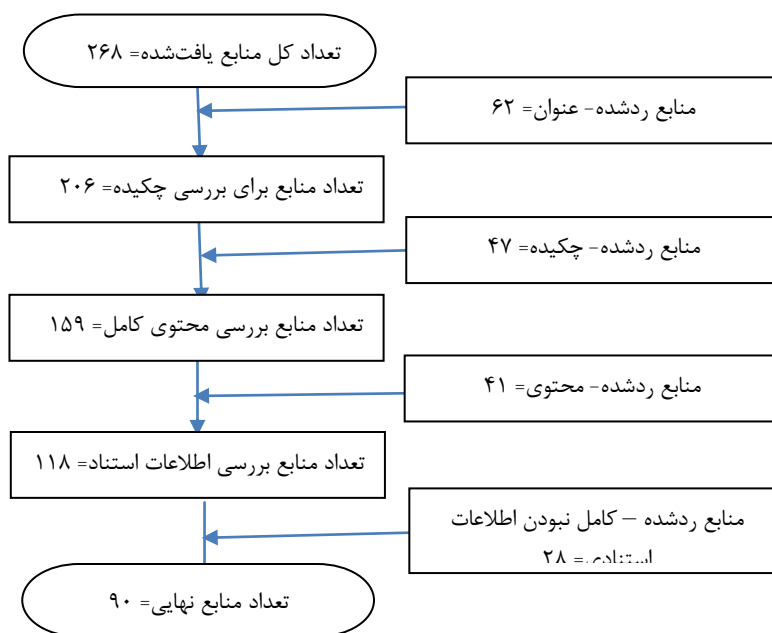 تعداد کل منابع یافت‌شده= ۲۶۸
منابع ردشده- عنوان= ۶۲
تعداد منابع برای بررسی چکیده= ۲۰۶
منابع ردشده- چکیده= ۴۷
تعداد منابع بررسی محتوی کامل= ۱۵۹
منابع ردشده- محتوی= ۴۱
تعداد منابع بررسی اطلاعات استناد= ۱۱۸
منابع ردشده – کامل نبودن اطلاعات
استنادی= ۲۸
تعداد منابع نهایی= ۹۰